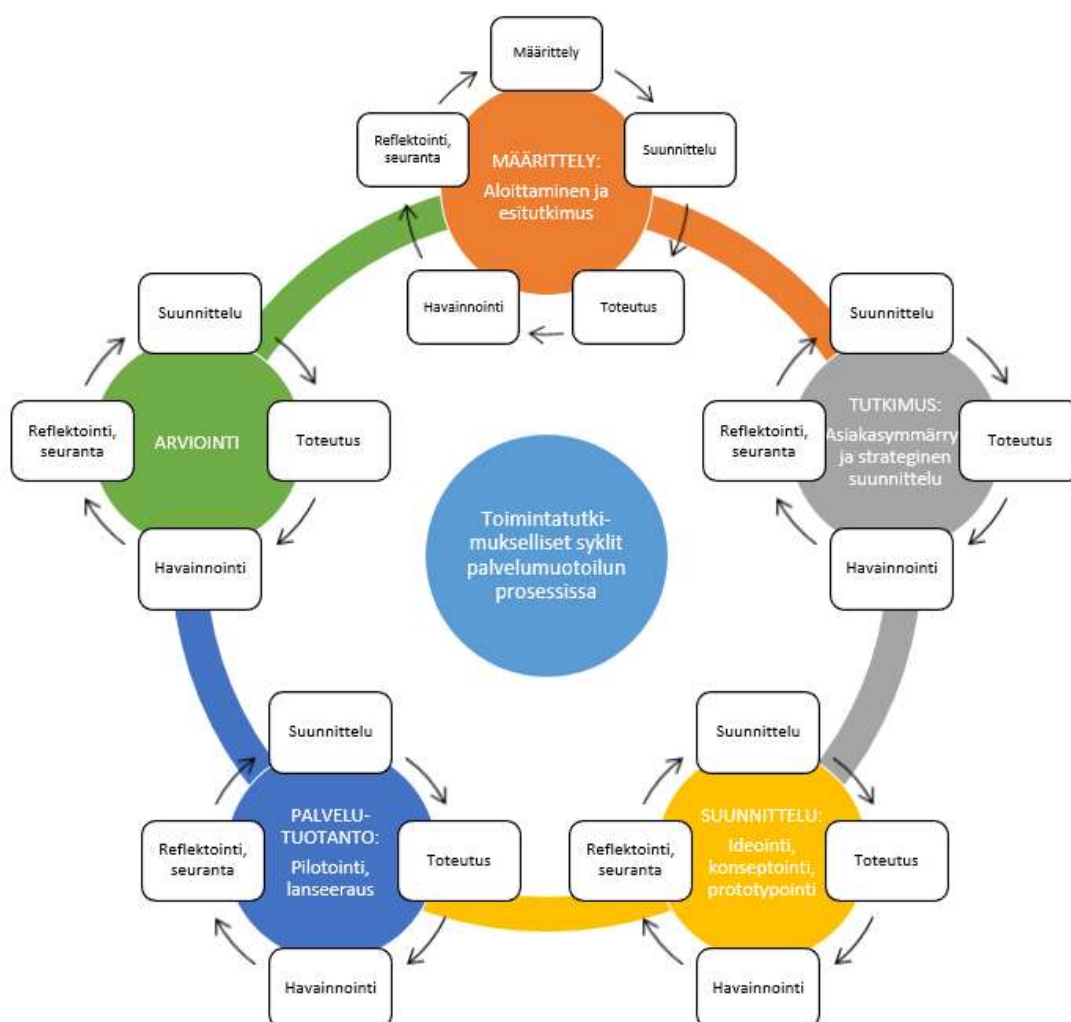 Määrittely
Reflektointi,
seuranta
Suunnittelu
MÄÄRITTELY:
Aloittaminen ja
esitutkimus
Havainnointi
Toteutus
Suunnittelu
Reflektointi,
seuranta
ARVIOINTI
Toteutus
Havainnointi
Suunnittelu
Reflektointi,
seuranta
TUTKIMUS:
Asiakasymmärry
ja strateginen
suunnittelu
Toteutus
Havainnointi
Toimintatutki-
mukselliset syklit
palvelumuotoilun
prosessissa
Suunnittelu
Reflektointi,
seuranta
PALVELU-
TUOTANTO:
Pilotointi,
lanseeraus
Toteutus
Havainnointi
Suunnittelu
Reflektointi,
seuranta
SUUNNITTELU:
Ideointi,
konseptointi,
prototypointi
Toteutus
Havainnointi